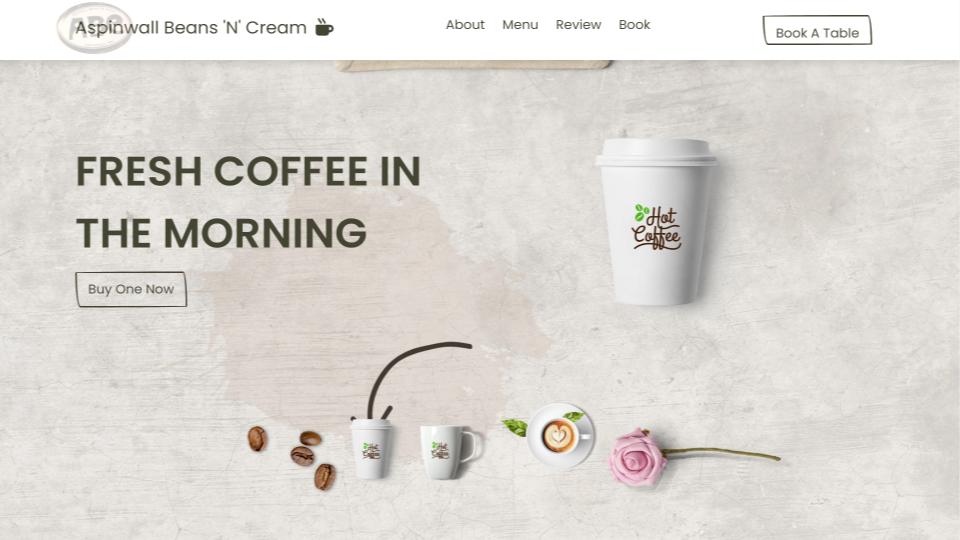 ABC
Aspinwall Beans 'N' Cream
About Menu Review Book
Book A Table
FRESH COFFEE IN
THE MORNING
Buy One Now
Hot
Coffee
Hot
Coffee
Hot
Coffee